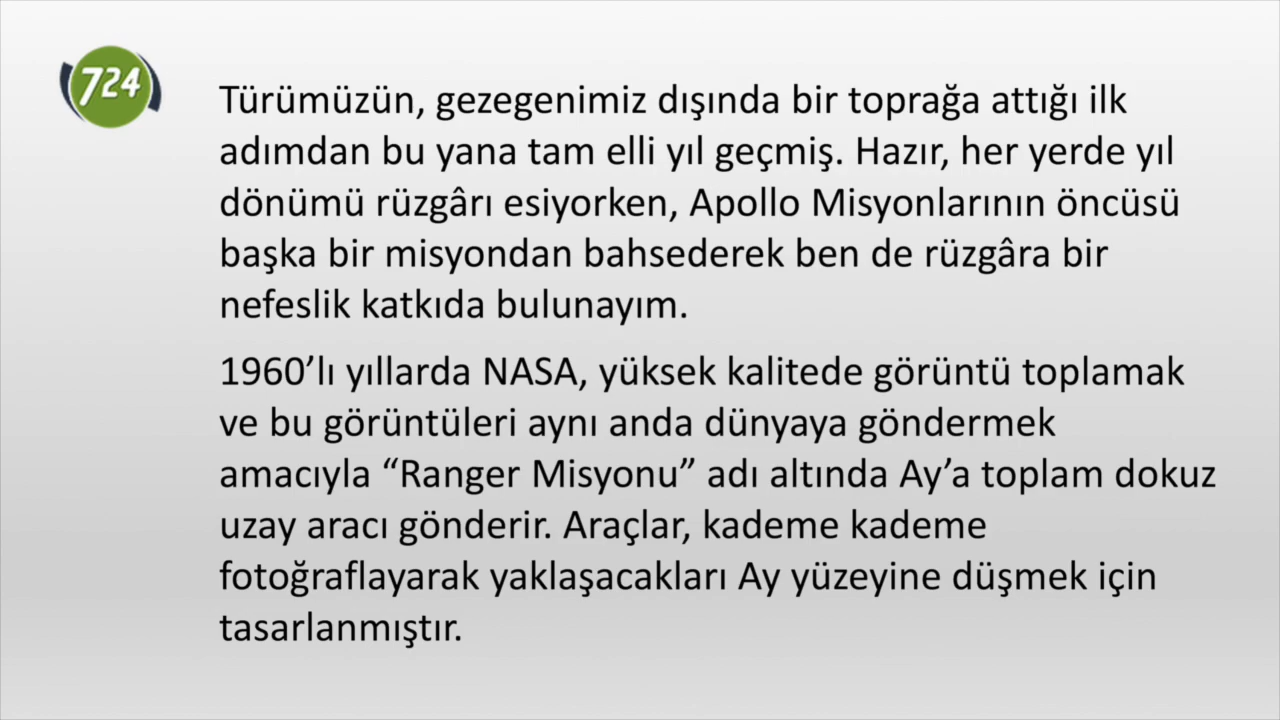 724
Türümüzün, gezegenimiz dışında bir toprağa attığı ilk
adımdan bu yana tam elli yıl geçmiş. Hazır, her yerde yıl
dönümü rüzgârı esiyorken, Apollo Misyonlarının öncüsü
başka bir misyondan bahsederek ben de rüzgâra bir
nefeslik katkıda bulunayım.
1960’lı yıllarda NASA, yüksek kalitede görüntü toplamak
ve bu görüntüleri aynı anda dünyaya göndermek
amacıyla “Ranger Misyonu” adı altında Ay’a toplam dokuz
uzay aracı gönderir. Araçlar, kademe kademe
fotoğraflayarak yaklaşacakları Ay yüzeyine düşmek için
tasarlanmıştır.